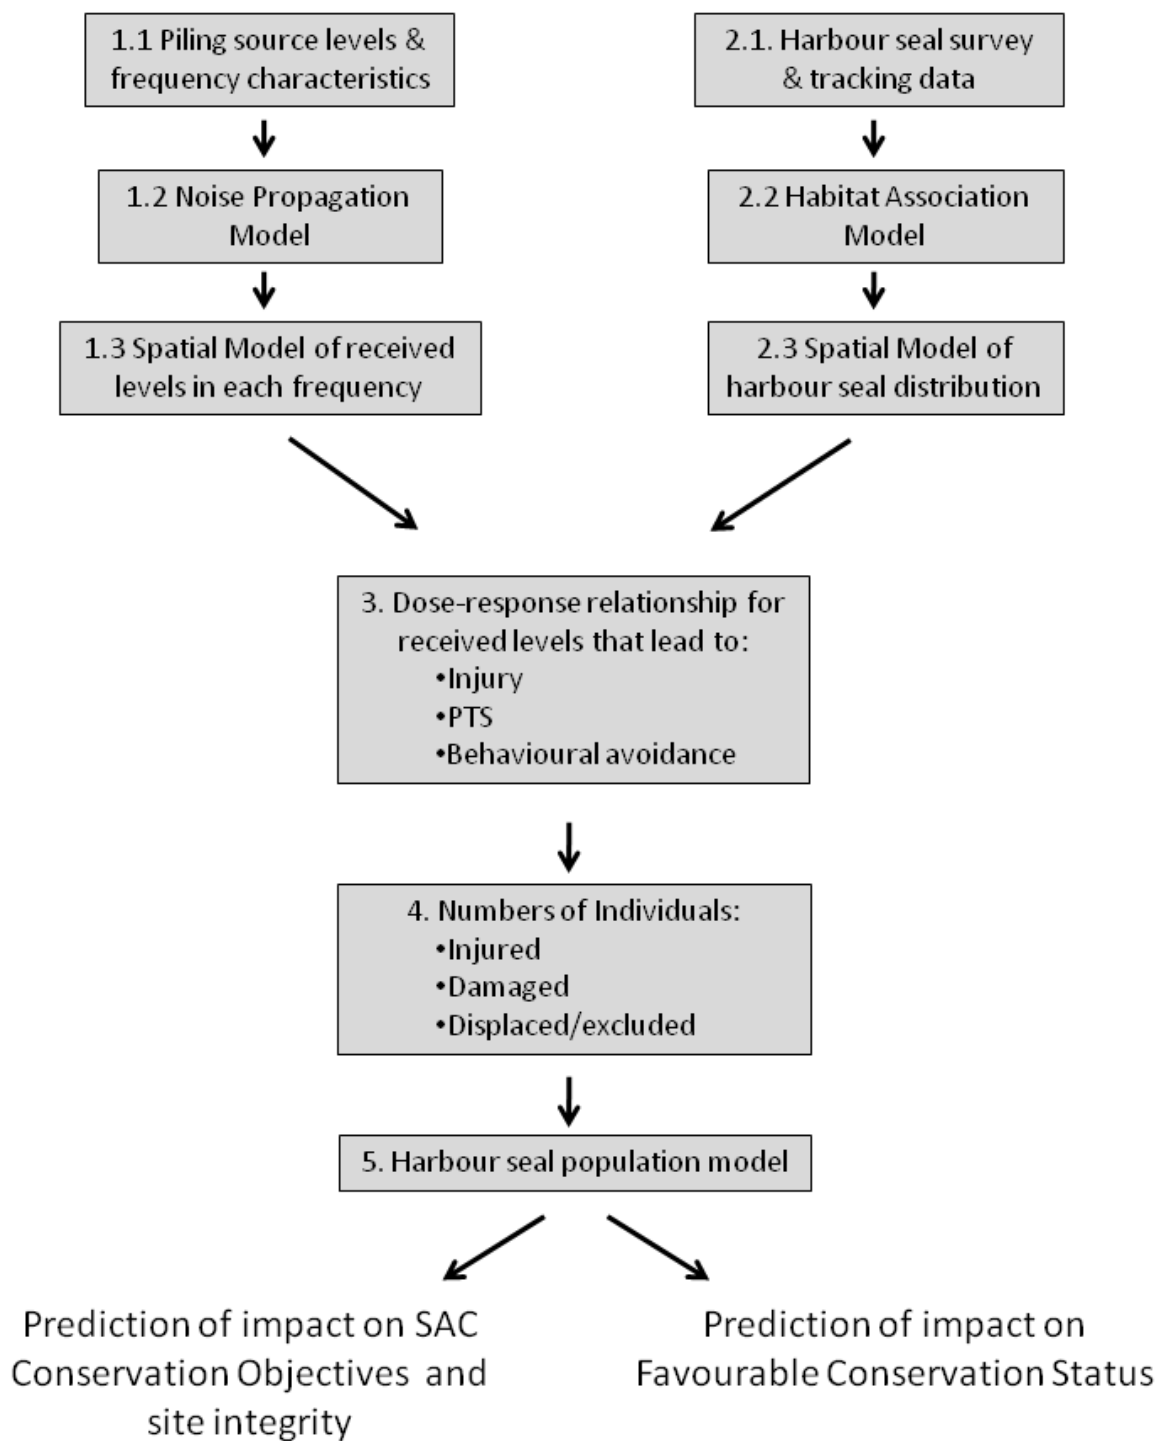 1.1 Piling source levels &
frequency characteristics
2.1. Harbour seal survey
& tracking data
1.2 Noise Propagation
Model
2.2 Habitat Association
Model
1.3 Spatial Model of received
levels in each frequency
2.3 Spatial Model of
harbour seal distribution
3. Dose-response relationship for
received levels that lead to:
•Injury
•PTS
•Behavioural avoidance
4. Numbers of Individuals:
•Injured
•Damaged
•Displaced/excluded
5. Harbour seal population model
Prediction of impact on SAC
Conservation Objectives and
site integrity
Prediction of impact on
Favourable Conservation Status